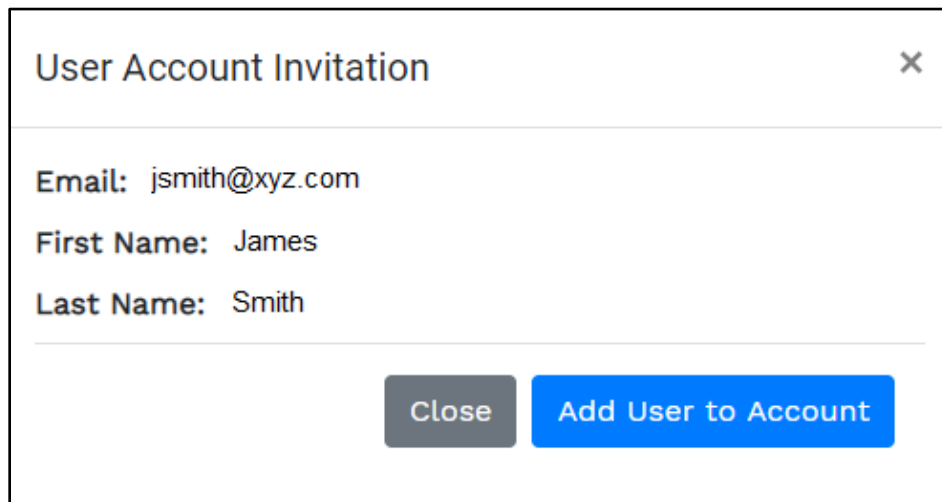 User Account Invitation ×
Email: jsmith@xyz.com
First Name: James
Last Name: Smith
Close Add User to Account